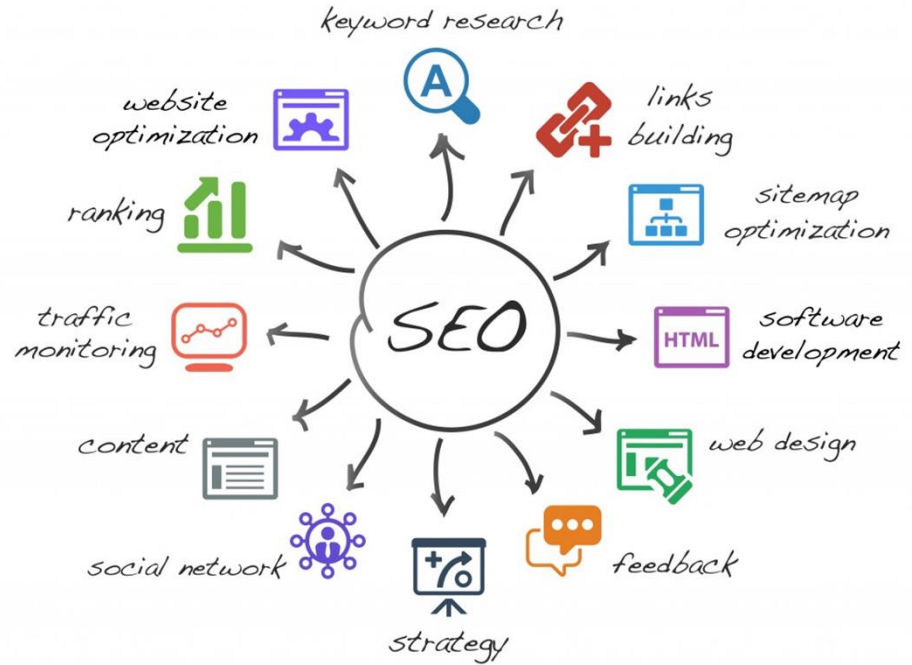 keyword research
A
website
optimization
links
building
ranking
sitemap
optimization
SEO
traffic
monitoring
HTML
software
development
content
web design
social network
feedback
strategy